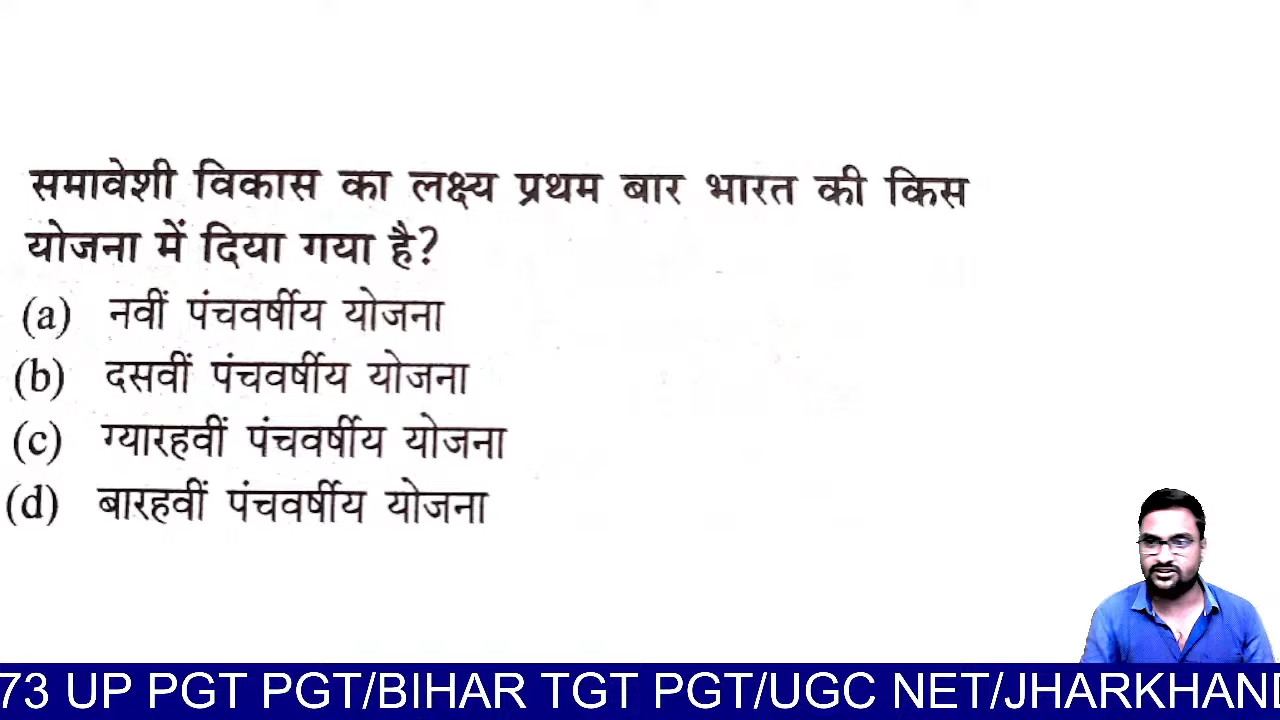 समावेशी विकास का लक्ष्य प्रथम बार भारत की किस
योजना में दिया गया है?
(a) नवीं पंचवर्षीय योजना
(b) दसवीं पंचवर्षीय योजना
(c) ग्यारहवीं पंचवर्षीय योजना
(d) बारहवीं पंचवर्षीय योजना
73 UP PGT PGT/BIHAR TGT PGT/UGC NET/JHARKHAND